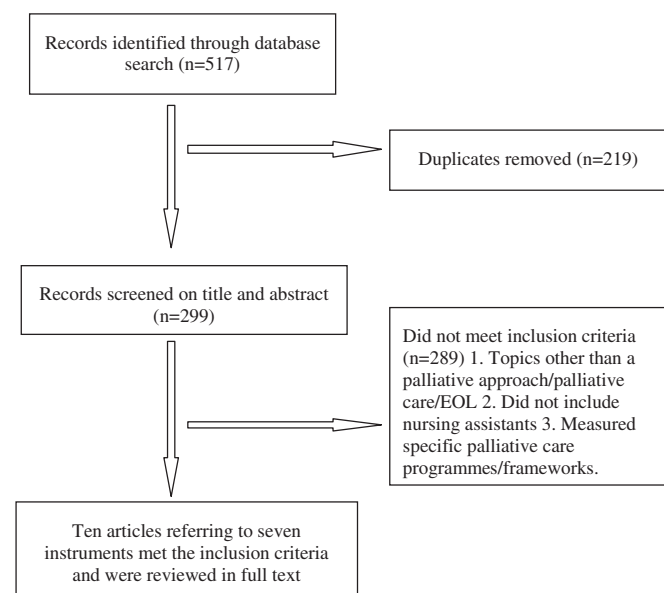 Records identified through database
search (n=517)
Duplicates removed (n=219)
Records screened on title and abstract
(n=299)
Did not meet inclusion criteria
(n=289) 1. Topics other than a
palliative approach/palliative
care/EOL 2. Did not include
nursing assistants 3. Measured
specific palliative care
programmes/frameworks.
Ten articles referring to seven
instruments met the inclusion criteria
and were reviewed in full text